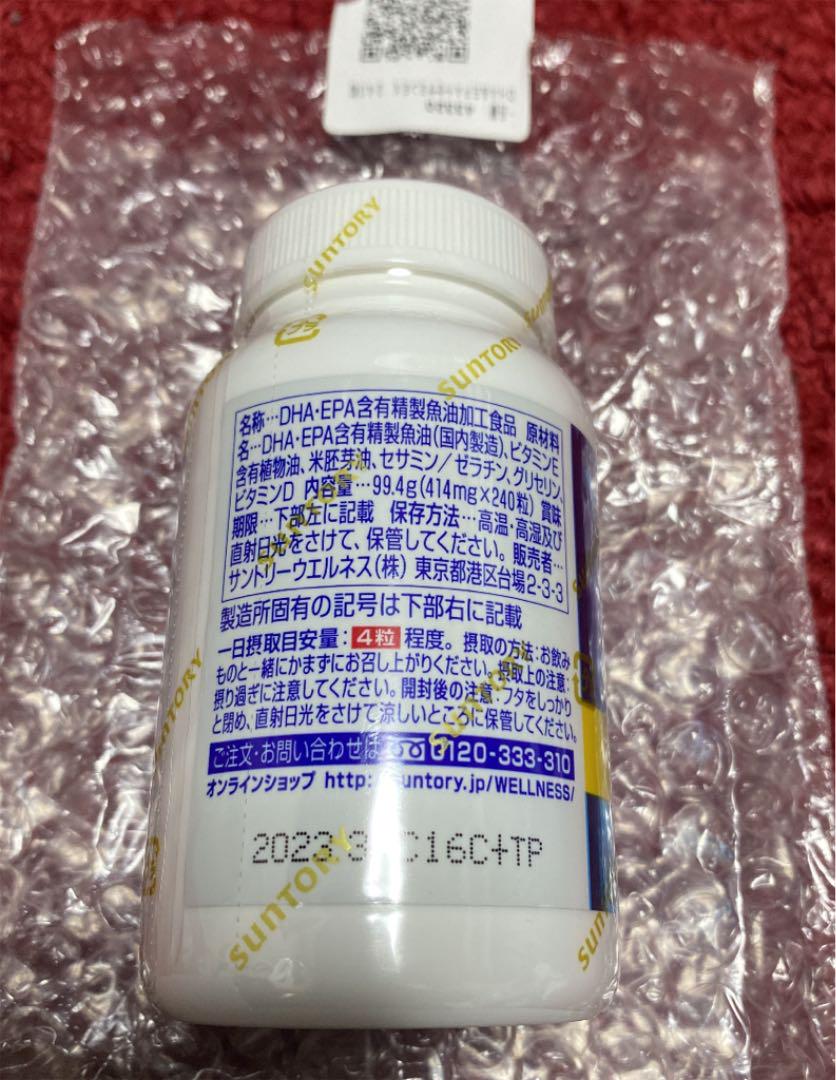 SUNTORY
SUNTORY
名称…DHA・EPA含有精製魚油加工食品 原材料
名…DHA・EPA含有精製魚油(国内製造)、ビタミンE
含有植物油、米胚芽油、セサミン/ゼラチン、グリセリン、
ビタミンD 内容量…99.4g(414mg×240粒) 賞味
期限…下部左に記載 保存方法…高温・高湿及び
直射日光をさけて、保管してください。 販売者…
サントリーウエルネス(株) 東京都港区台場2-3-3
製造所固有の記号は下部右に記載
一日摂取目安量：4粒 程度。摂取の方法：お飲み
ものと一緒にかまずにお召し上がりください。摂取上の注意：
摂り過ぎに注意してください。開封後の注意：フタをしっかり
と閉め、直射日光をさけて涼しいところに保管してください。
ご注文・お問い合わせは 0120-333-310
オンラインショップ http://suntory.jp/WELLNESS/
2023.3 C16C+TP
SUNTORY
SUNTORY
SUNTORY